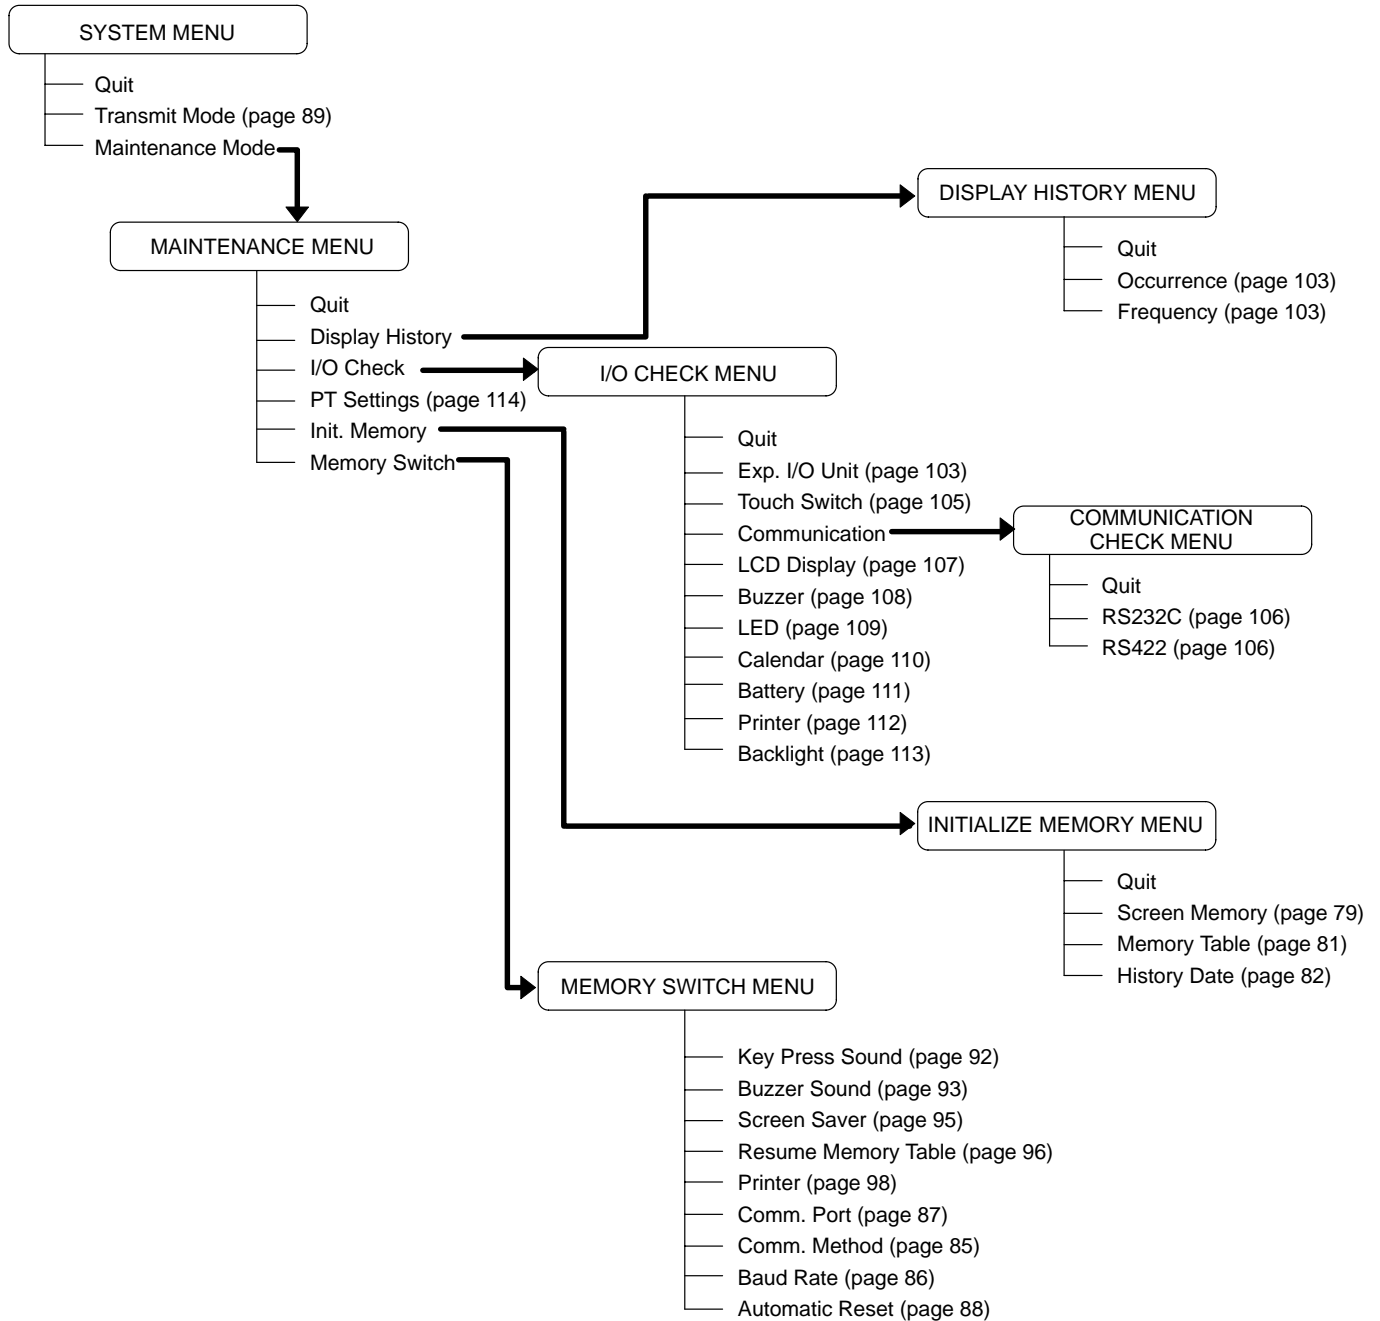 SYSTEM MENU
Quit
Transmit Mode (page 89)
Maintenance Mode
MAINTENANCE MENU
Quit
Display History
I/O Check
PT Settings (page 114)
Init. Memory
Memory Switch
DISPLAY HISTORY MENU
Quit
Occurrence (page 103)
Frequency (page 103)
I/O CHECK MENU
Quit
Exp. I/O Unit (page 103)
Touch Switch (page 105)
Communication
LCD Display (page 107)
Buzzer (page 108)
LED (page 109)
Calendar (page 110)
Battery (page 111)
Printer (page 112)
Backlight (page 113)
COMMUNICATION
CHECK MENU
Quit
RS232C (page 106)
RS422 (page 106)
INITIALIZE MEMORY MENU
Quit
Screen Memory (page 79)
Memory Table (page 81)
History Date (page 82)
MEMORY SWITCH MENU
Key Press Sound (page 92)
Buzzer Sound (page 93)
Screen Saver (page 95)
Resume Memory Table (page 96)
Printer (page 98)
Comm. Port (page 87)
Comm. Method (page 85)
Baud Rate (page 86)
Automatic Reset (page 88)